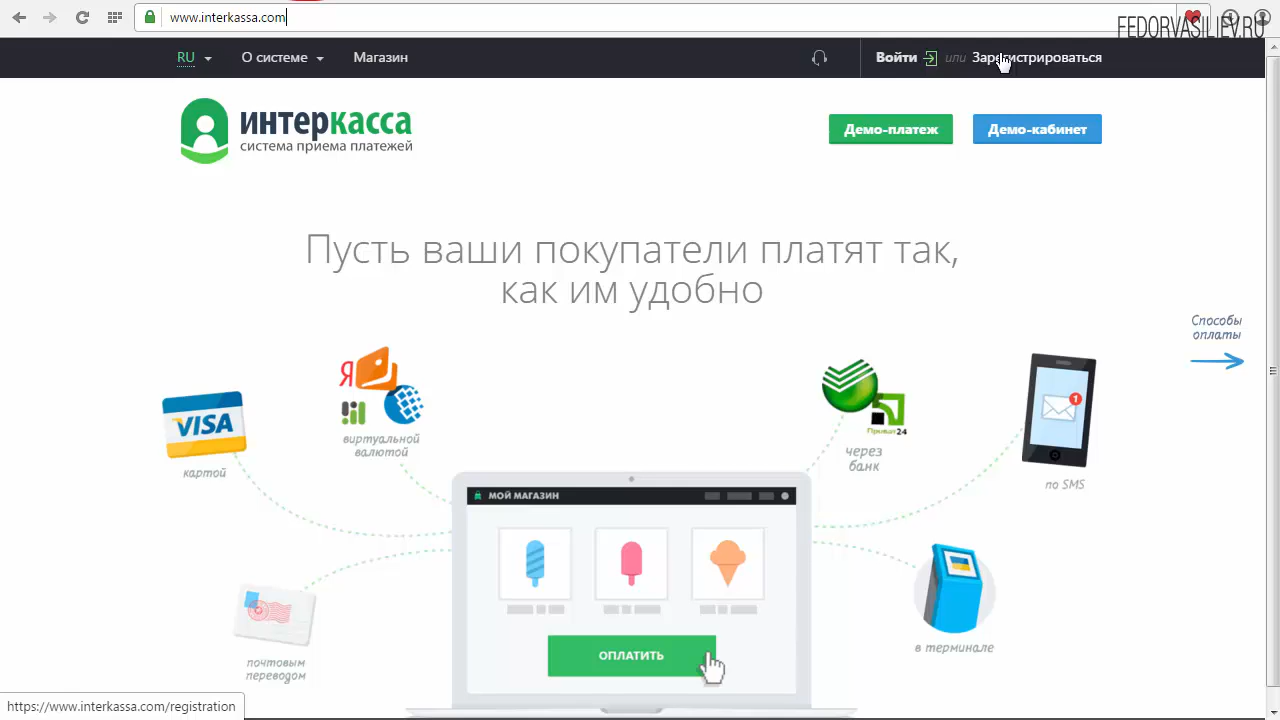 www.interkassa.com
FEDORVASILIEV.RU
RU
О системе
Магазин
Войти
или
Зарегистрироваться
интеркасса
система приема платежей
Демо-платеж
Демо-кабинет
Пусть ваши покупатели платят так,
как им удобно
Способы
оплаты
Я
VISA
картой
виртуальной
валютой
Приват24
через
банк
1
по SMS
МОЙ МАГАЗИН
ОПЛАТИТЬ
почтовым
переводом
в терминале
https://www.interkassa.com/registration